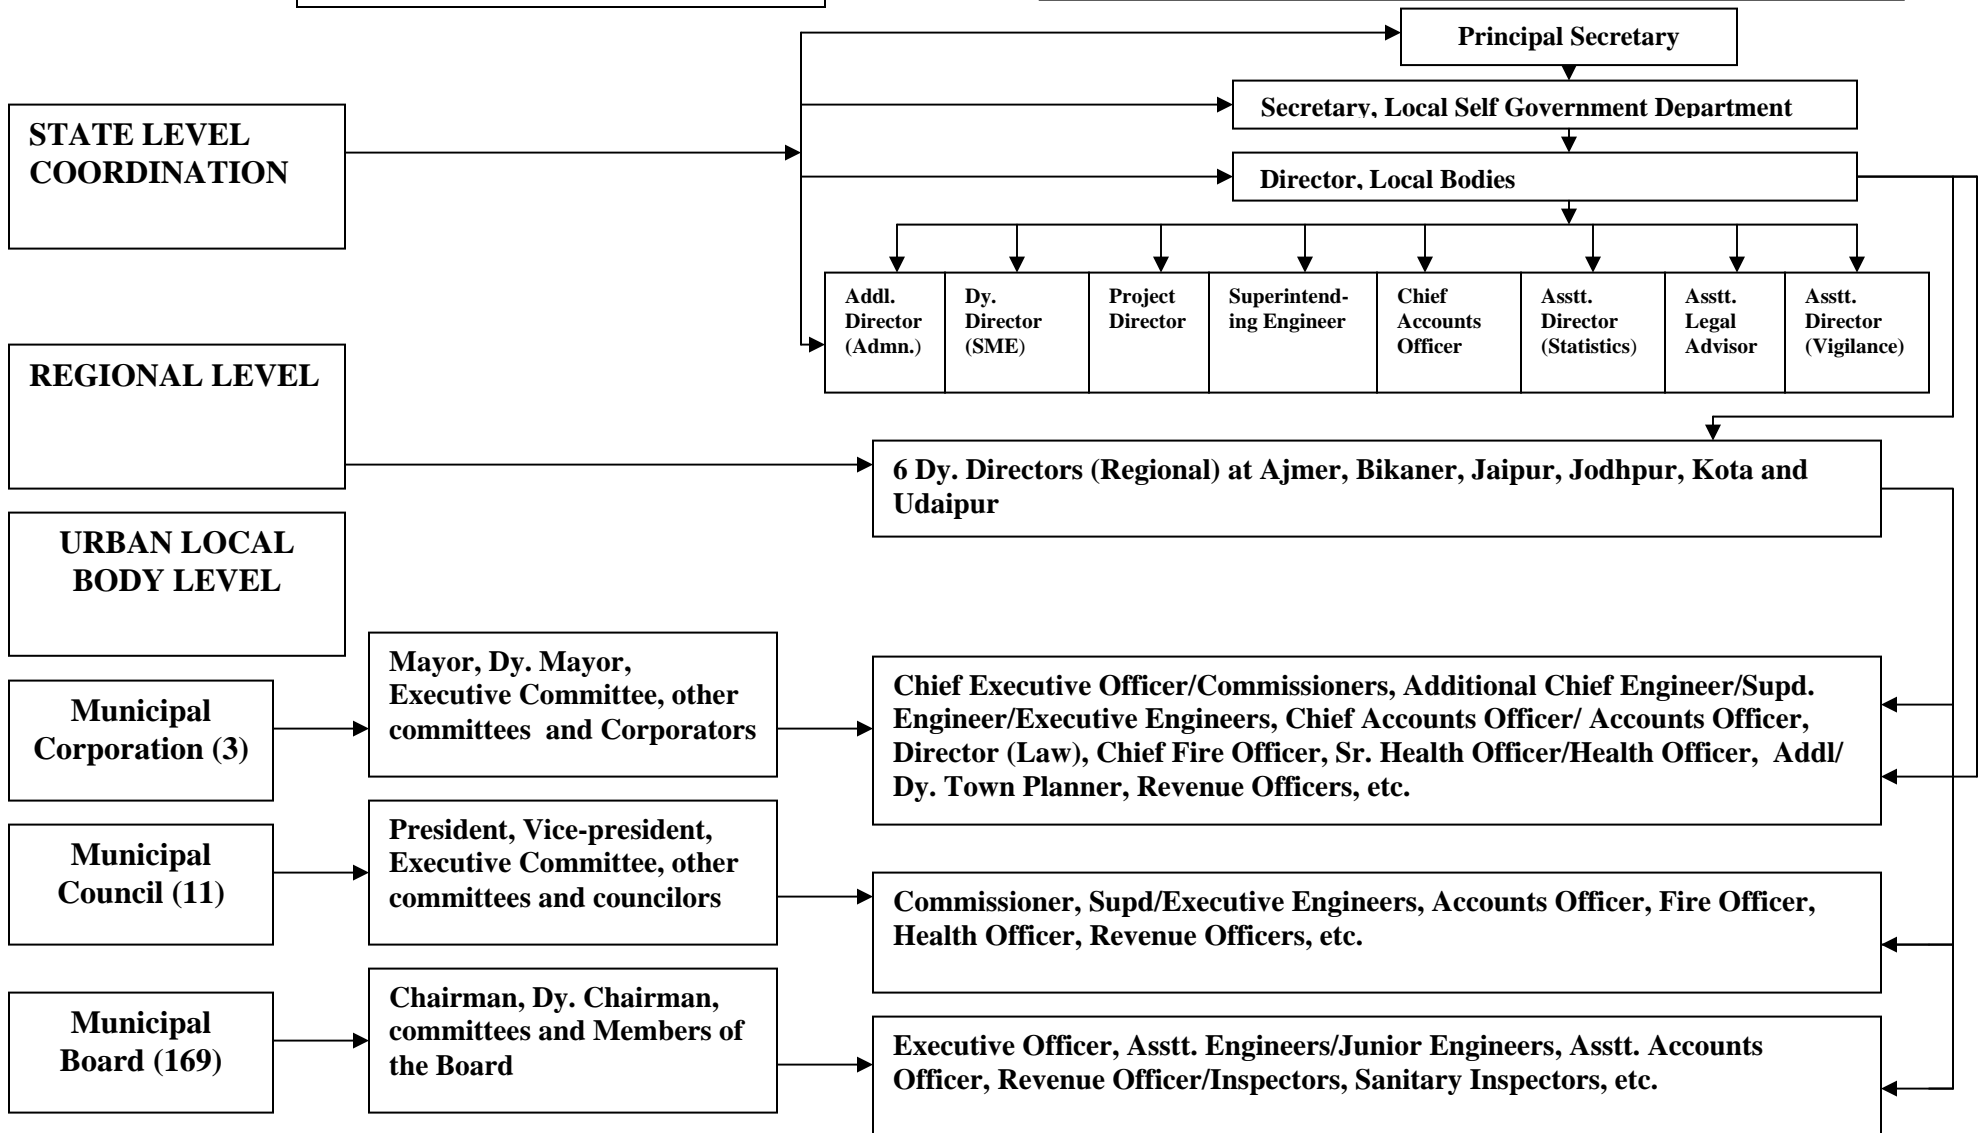 Principal Secretary
Secretary, Local Self Government Department
Director, Local Bodies
STATE LEVEL
COORDINATION
Addl.
Director
(Admn.)
Dy.
Director
(SME)
Project
Director
Superintend-
ing Engineer
Chief
Accounts
Officer
Asstt.
Director
(Statistics)
Asstt.
Legal
Advisor
Asstt.
Director
(Vigilance)
REGIONAL LEVEL
6 Dy. Directors (Regional) at Ajmer, Bikaner, Jaipur, Jodhpur, Kota and
Udaipur
URBAN LOCAL
BODY LEVEL
Municipal
Corporation (3)
Mayor, Dy. Mayor,
Executive Committee, other
committees and Corporators
Chief Executive Officer/Commissioners, Additional Chief Engineer/Supd.
Engineer/Executive Engineers, Chief Accounts Officer/ Accounts Officer,
Director (Law), Chief Fire Officer, Sr. Health Officer/Health Officer, Addl/
Dy. Town Planner, Revenue Officers, etc.
Municipal
Council (11)
President, Vice-president,
Executive Committee, other
committees and councilors
Commissioner, Supd/Executive Engineers, Accounts Officer, Fire Officer,
Health Officer, Revenue Officers, etc.
Municipal
Board (169)
Chairman, Dy. Chairman,
committees and Members of
the Board
Executive Officer, Asstt. Engineers/Junior Engineers, Asstt. Accounts
Officer, Revenue Officer/Inspectors, Sanitary Inspectors, etc.